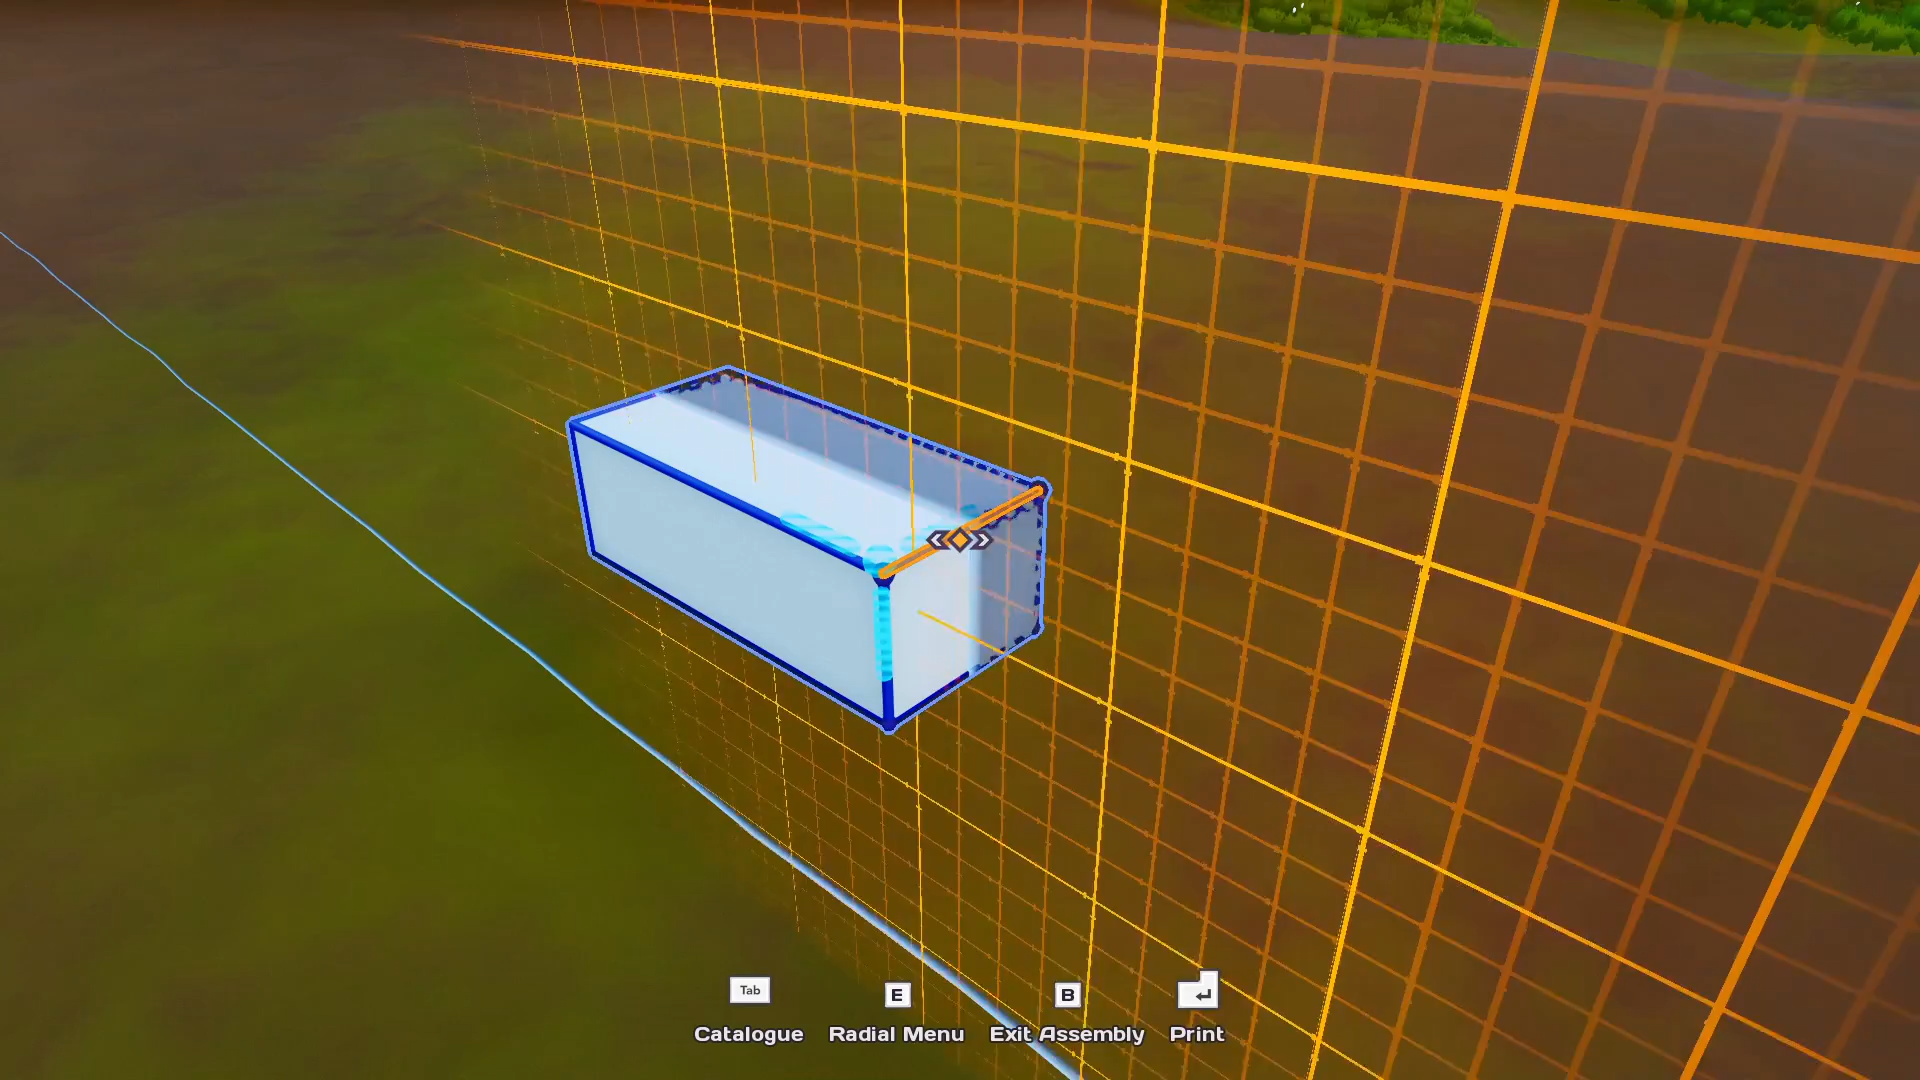 Tab
E
B
Catalogue
Radial Menu
Exit Assembly
Print